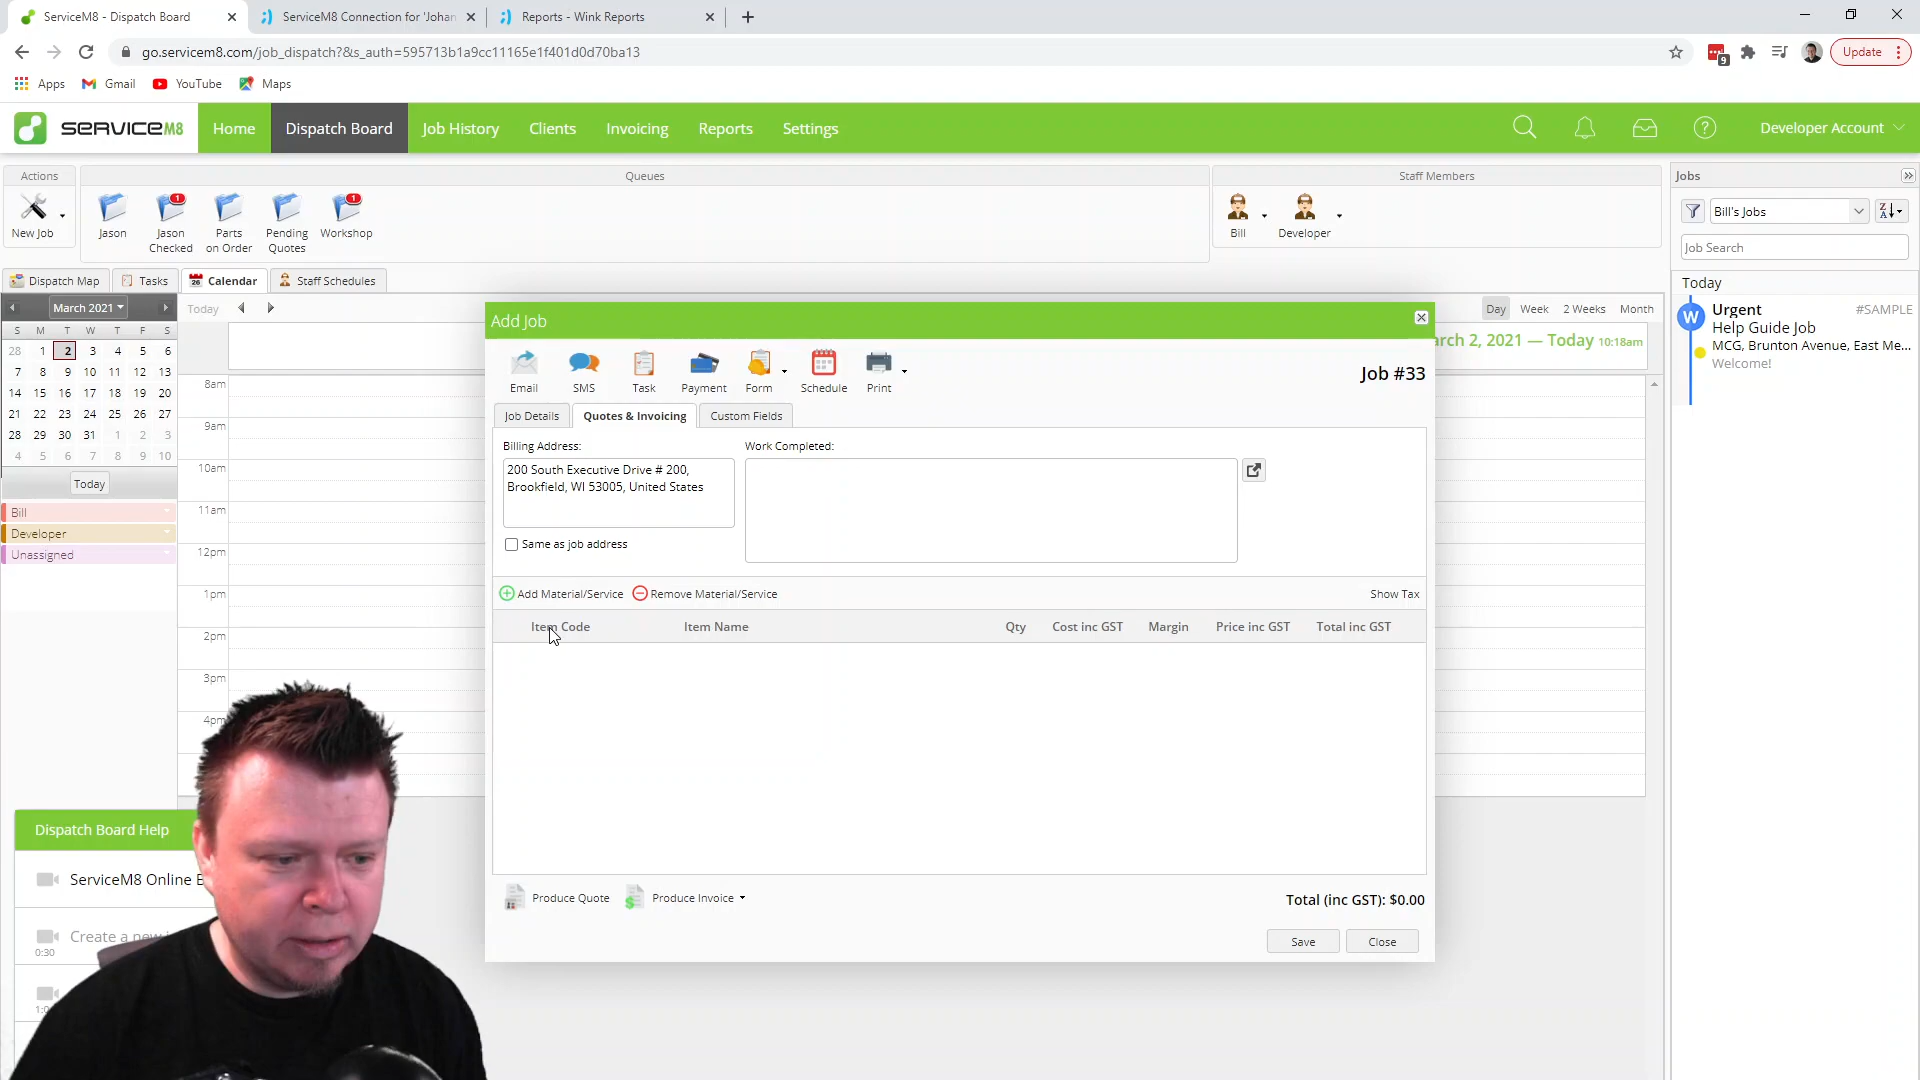 ServiceM8 - Dispatch Board
ServiceM8 Connection for 'Johan
Reports - Wink Reports
go.servicem8.com/job_dispatch?&s_auth=595713b1a9cc11165e1f401d0d70ba13
9
Update
Apps
Gmail
YouTube
Maps
SERVICEM8
Home
Dispatch Board
Job History
Clients
Invoicing
Reports
Settings
Developer Account
Actions
Queues
Staff Members
Jobs
New Job
Jason
1
Jason
Checked
Parts
on Order
Pending
Quotes
1
Workshop
Bill
Developer
Bill's Jobs
Job Search
Dispatch Map
Tasks
26
Calendar
Staff Schedules
March 2021
S M T W T F S
28 1 2 3 4 5 6
7 8 9 10 11 12 13
14 15 16 17 18 19 20
21 22 23 24 25 26 27
28 29 30 31 1 2 3
4 5 6 7 8 9 10
Today
Bill
Developer
Unassigned
Today
Day
Week
2 Weeks
Month
arch 2, 2021 — Today 10:18am
8am
9am
10am
11am
12pm
1pm
2pm
3pm
4pm
Add Job
Email
SMS
Task
Payment
Form
Schedule
Print
Job #33
Job Details
Quotes & Invoicing
Custom Fields
Billing Address:
200 South Executive Drive # 200,
Brookfield, WI 53005, United States
Same as job address
Work Completed:
Add Material/Service
Remove Material/Service
Show Tax
Item Code
Item Name
Qty
Cost inc GST
Margin
Price inc GST
Total inc GST
Produce Quote
Produce Invoice
Total (inc GST): $0.00
Save
Close
Today
W
Urgent
#SAMPLE
Help Guide Job
MCG, Brunton Avenue, East Me...
Welcome!
Dispatch Board Help
ServiceM8 Online
Create a new
0:30